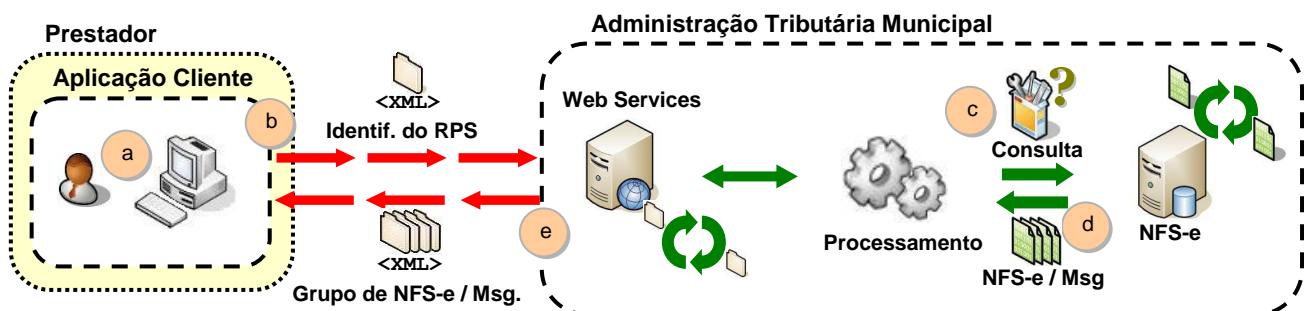 Administração Tributária Municipal
Prestador
Aplicação Cliente
a
b
<XML>
Identif. do RPS
<XML>
Grupo de NFS-e / Msg.
e
Web Services
Processamento
c
?
Consulta
d
NFS-e / Msg
NFS-e